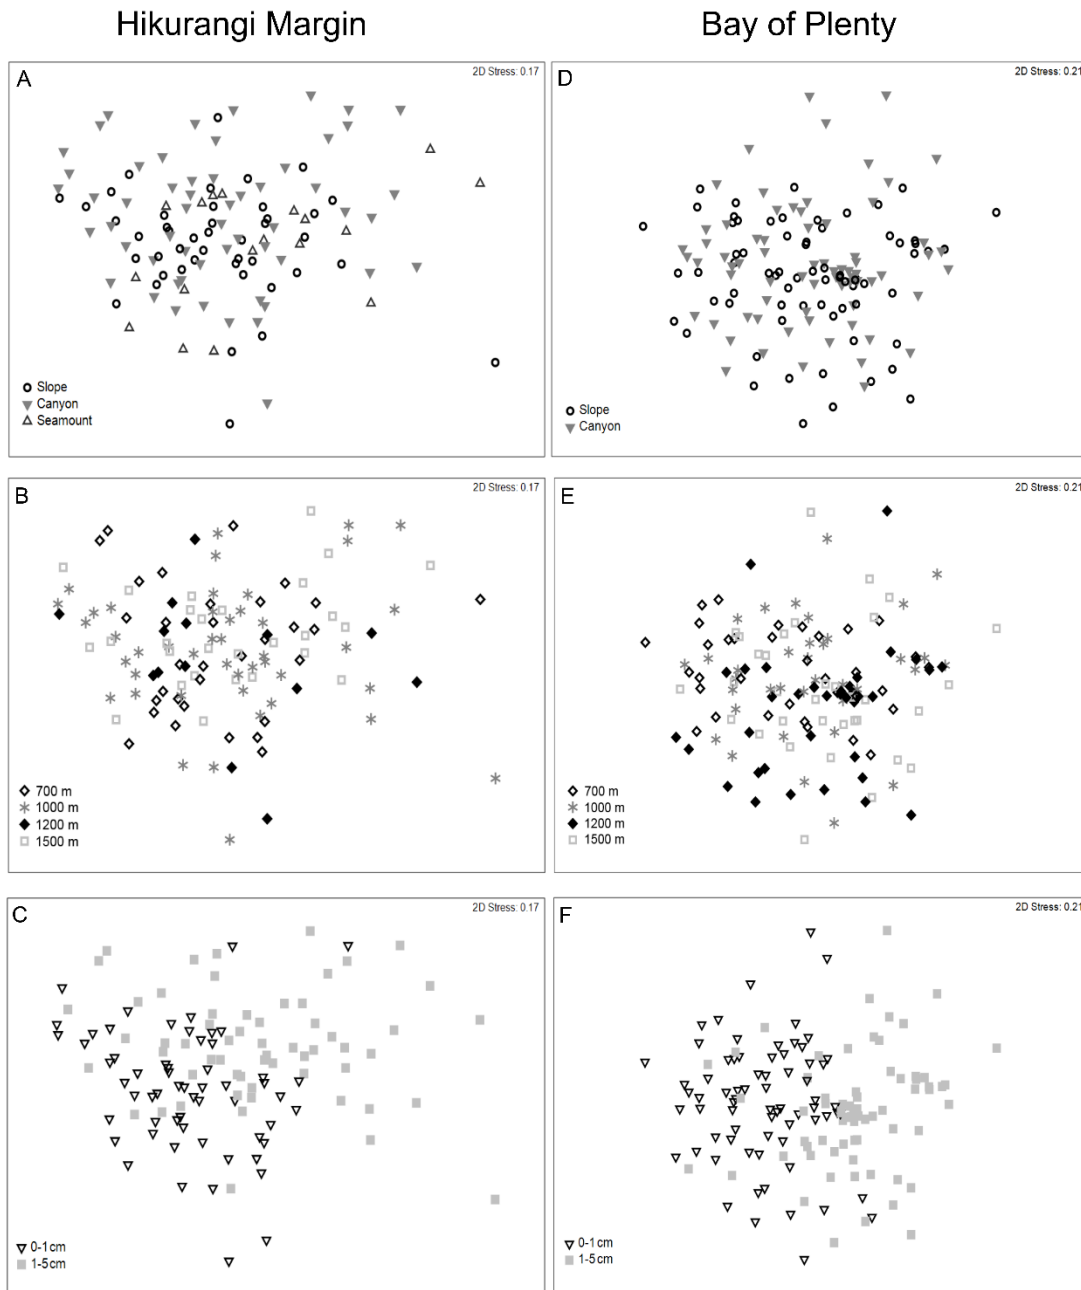 Hikurangi Margin
Bay of Plenty
A
2D Stress: 0.17
Slope
Canyon
Seamount
D
2D Stress: 0.21
Slope
Canyon
B
2D Stress: 0.17
700 m
1000 m
1200 m
1500 m
E
2D Stress: 0.21
700 m
1000 m
1200 m
1500 m
C
2D Stress: 0.17
0-1cm
1-5cm
F
2D Stress: 0.21
0-1cm
1-5cm